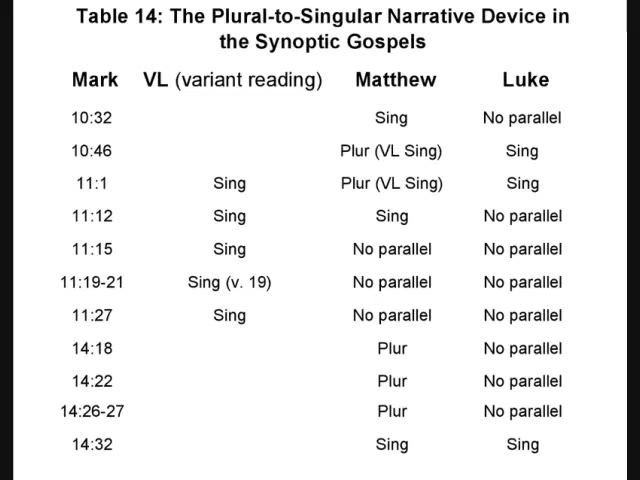 Table 14: The Plural-to-Singular Narrative Device in
the Synoptic Gospels
Mark VL (variant reading) Matthew Luke
10:32 Sing No parallel
10:46 Plur (VL Sing) Sing
11:1 Sing Plur (VL Sing) Sing
11:12 Sing Sing No parallel
11:15 Sing No parallel No parallel
11:19-21 Sing (v. 19) No parallel No parallel
11:27 Sing No parallel No parallel
14:18 Plur No parallel
14:22 Plur No parallel
14:26-27 Plur No parallel
14:32 Sing Sing